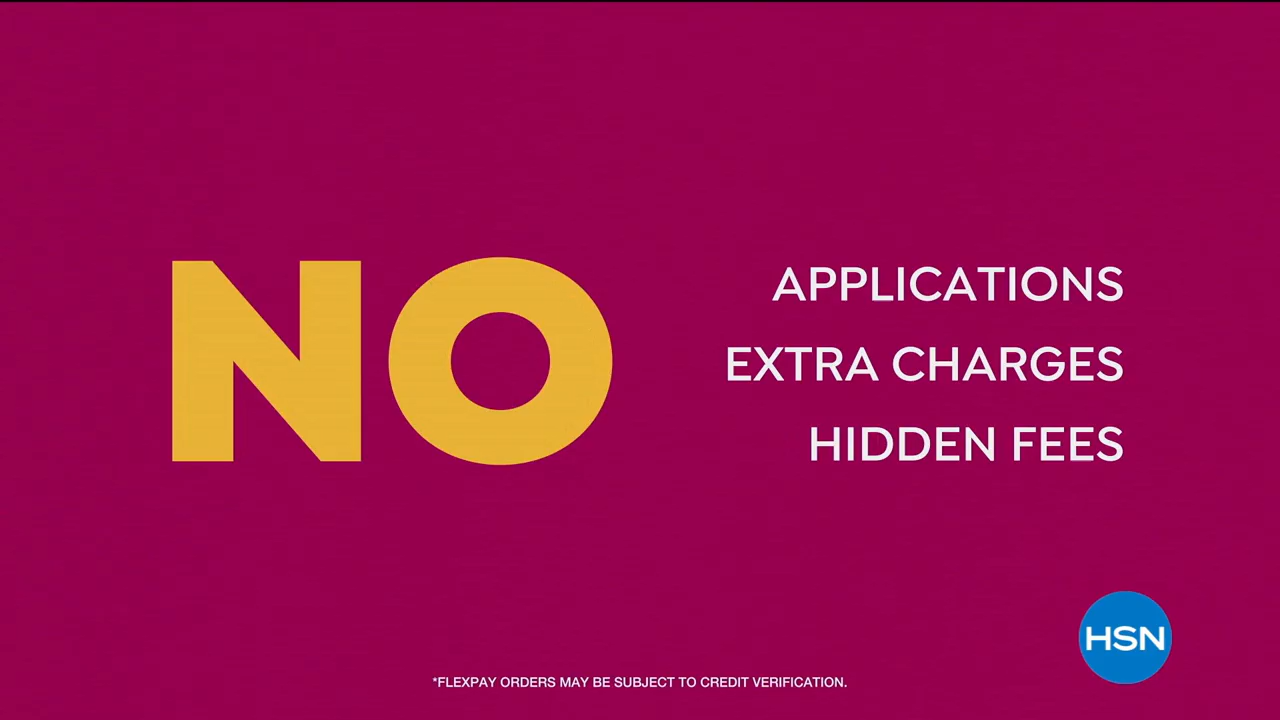 NO
APPLICATIONS
EXTRA CHARGES
HIDDEN FEES
HSN
*FLEXPAY ORDERS MAY BE SUBJECT TO CREDIT VERIFICATION.